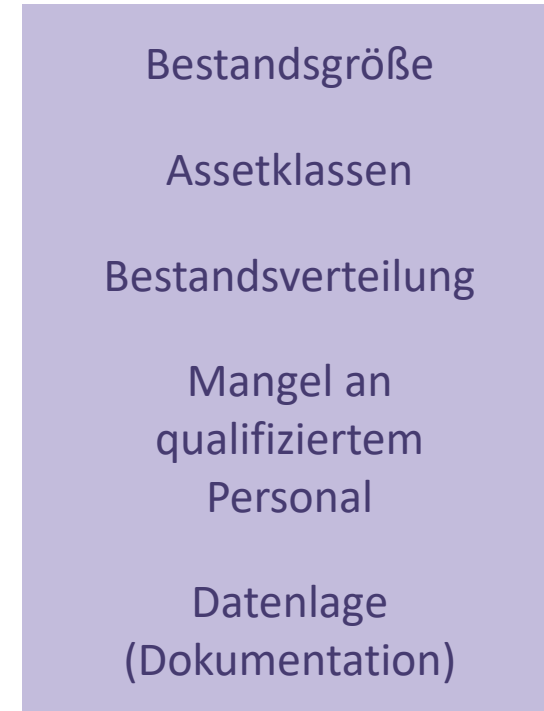 Bestandsgröße
Assetklassen
Bestandsverteilung
Mangel an
qualifiziertem
Personal
Datenlage
(Dokumentation)